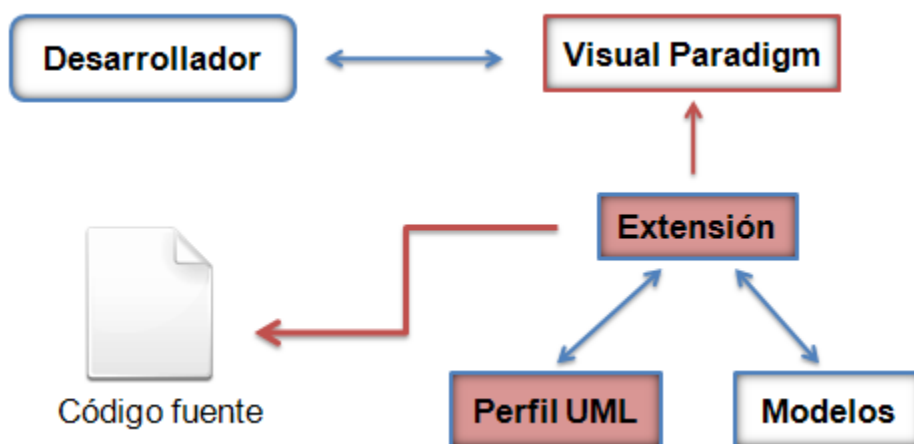 Desarrollador
Visual Paradigm
Extensión
Código fuente
Perfil UML
Modelos